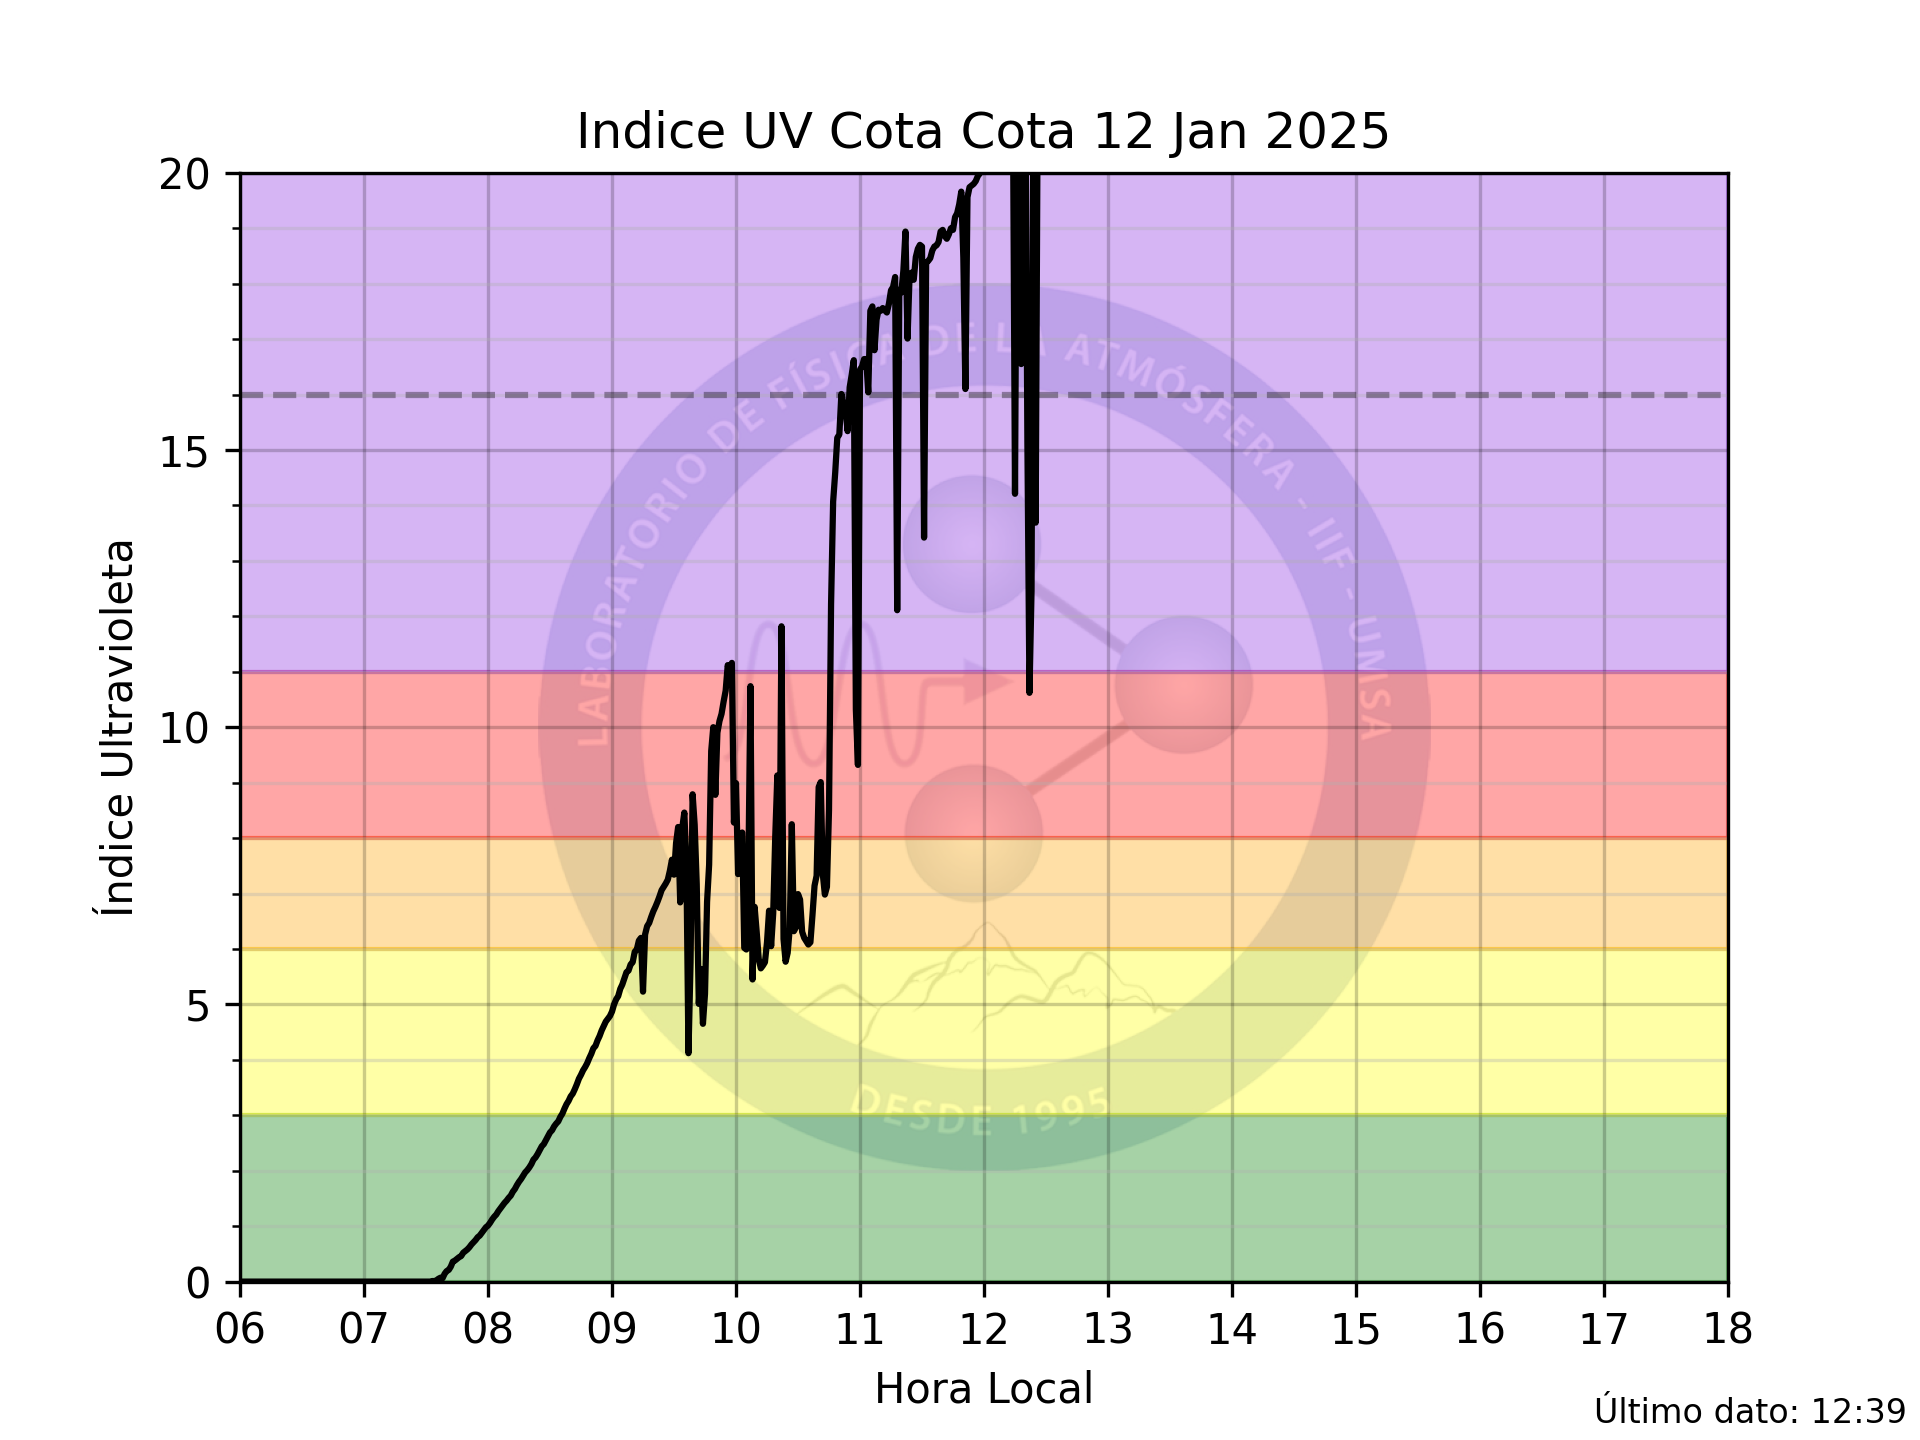 Indice UV Cota Cota 12 Jan 2025
20
15
10
5
0
Índice Ultravioleta
LABORATORIO DE FÍSICA DE LA ATMÓSFERA - IIF - UMSA
DESDE 1995
06 07 08 09 10 11 12 13 14 15 16 17 18
Hora Local
Último dato: 12:39